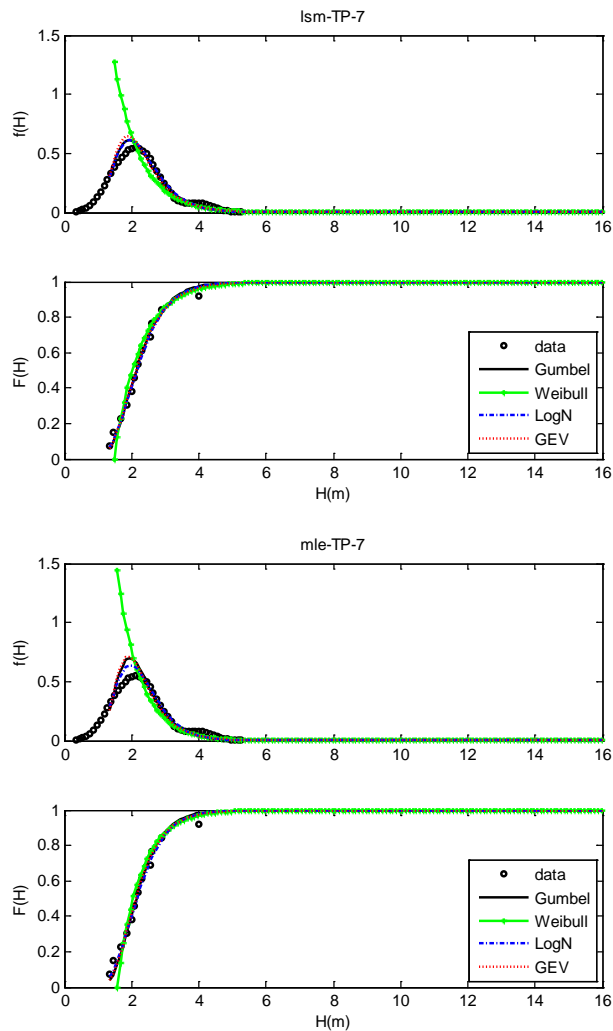 lsm-TP-7
1.5
1
0.5
0
f(H)
0 2 4 6 8 10 12 14 16
1
0.8
0.6
0.4
0.2
0
F(H)
data
Gumbel
Weibull
LogN
GEV
0 2 4 6 8 10 12 14 16
H(m)
mle-TP-7
1.5
1
0.5
0
f(H)
0 2 4 6 8 10 12 14 16
1
0.8
0.6
0.4
0.2
0
F(H)
data
Gumbel
Weibull
LogN
GEV
0 2 4 6 8 10 12 14 16
H(m)